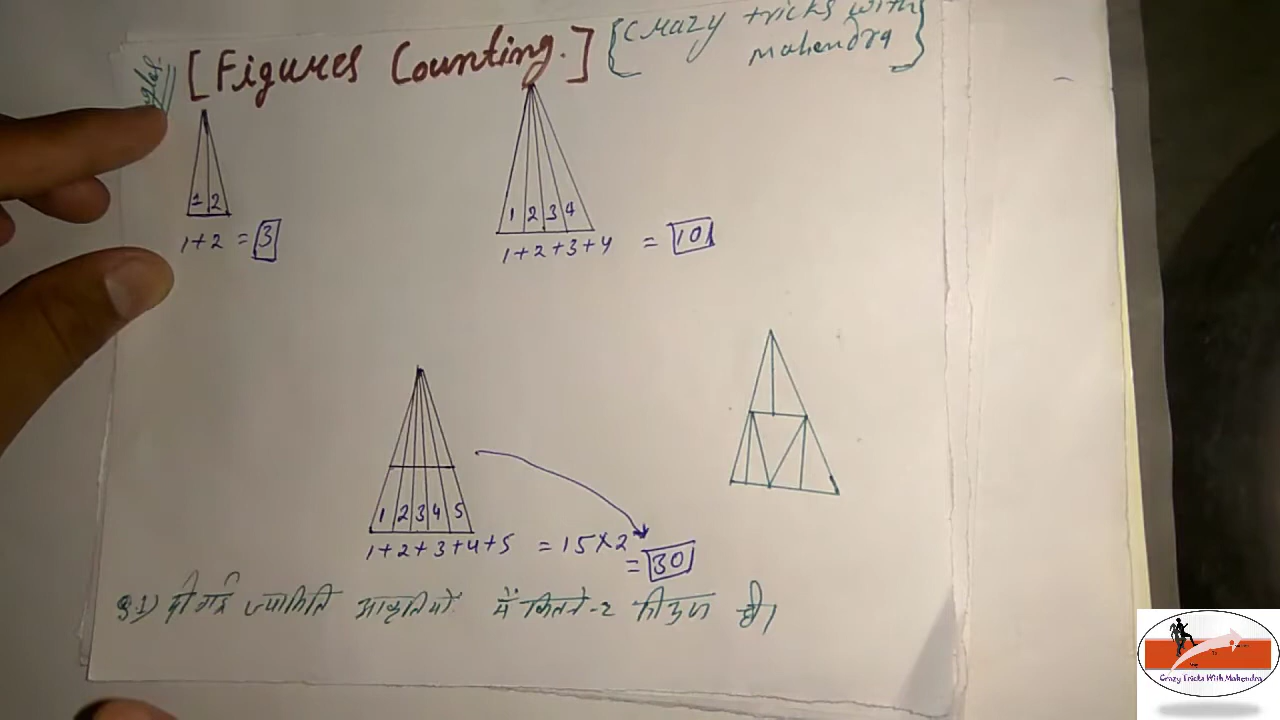 [Figures Counting.] {Crazy tricks with
Mahendra}
1 2
1+2 = 3
1 2 3 4
1+2+3+4 = 10
1 2 3 4 5
1+2+3+4+5 = 15×2
= 30
Q.1) दी गई ज्यामिति आकृतियों में कितने-2 त्रिभुज है।
Crazy Tricks With Mahendra